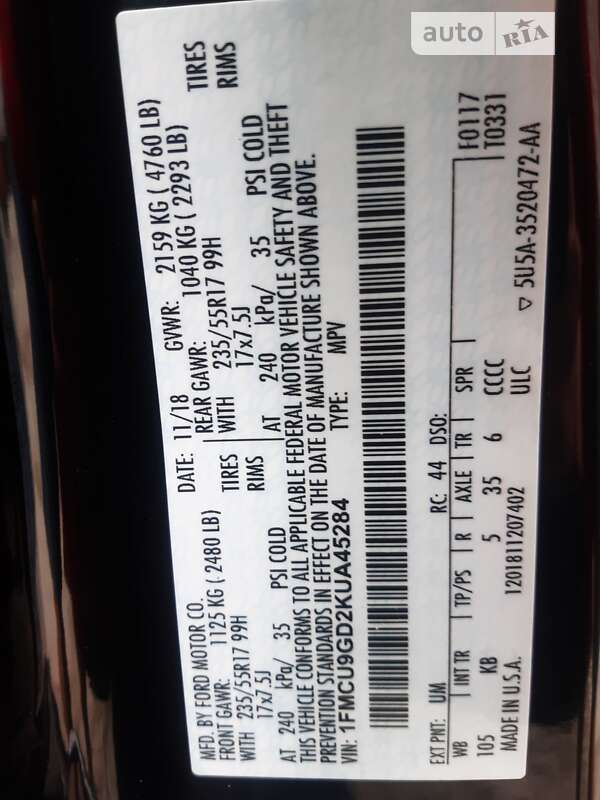 auto RIA
MFD. BY FORD MOTOR CO. DATE: 11/18 GVWR: 2159 KG ( 4760 LB)
FRONT GAWR: 1125 KG ( 2480 LB) REAR GAWR: 1040 KG ( 2293 LB)
WITH 235/55R17 99H TIRES WITH 235/55R17 99H TIRES
17x7.5J RIMS 17x7.5J RIMS
AT 240 kPa/ 35 PSI COLD AT 240 kPa/ 35 PSI COLD
THIS VEHICLE CONFORMS TO ALL APPLICABLE FEDERAL MOTOR VEHICLE SAFETY AND THEFT
PREVENTION STANDARDS IN EFFECT ON THE DATE OF MANUFACTURE SHOWN ABOVE.
VIN: 1FMCU9GD2KUA45284 TYPE: MPV
EXT PNT: UM RC: 44 DSO: F0117
WB INT TR TP/PS R AXLE TR SPR T0331
105 KB 5 35 6 CCCC
MADE IN U.S.A. 1201811207402 ULC ▽ 5U5A-3520472-AA